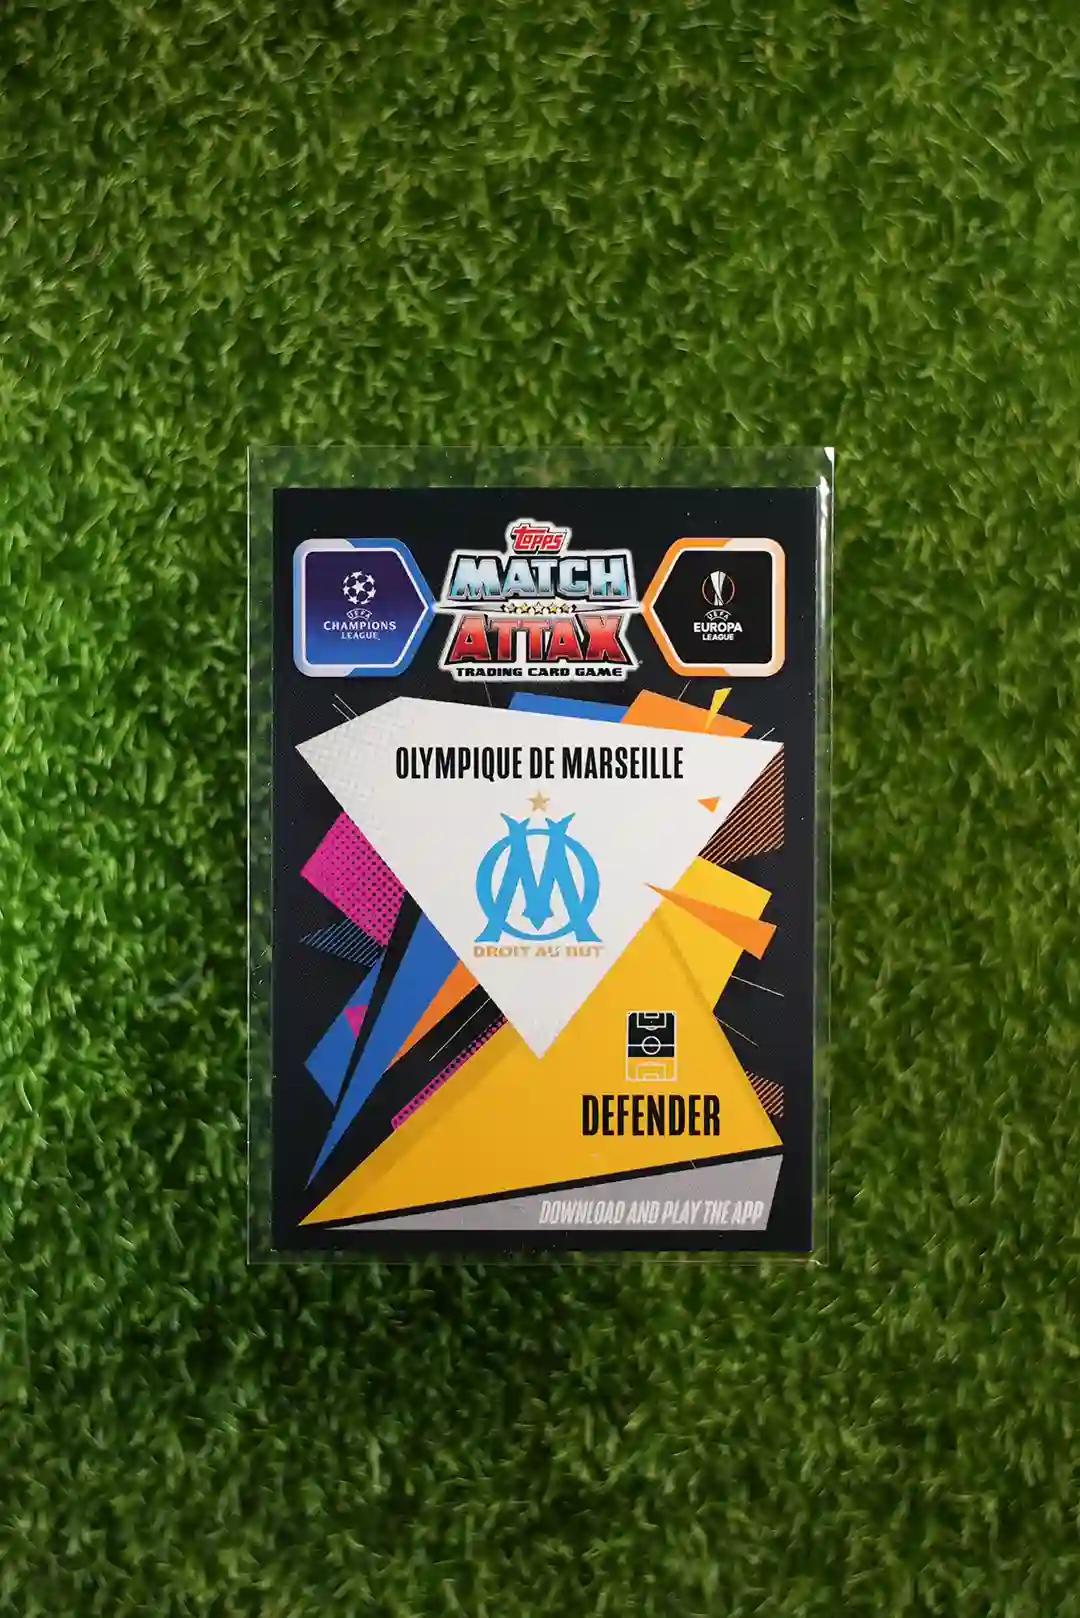 topps
MATCH
ATTAX
TRADING CARD GAME
UEFA
CHAMPIONS
LEAGUE
UEFA
EUROPA
LEAGUE
OLYMPIQUE DE MARSEILLE
DROIT AU BUT
DEFENDER
DOWNLOAD AND PLAY THE APP